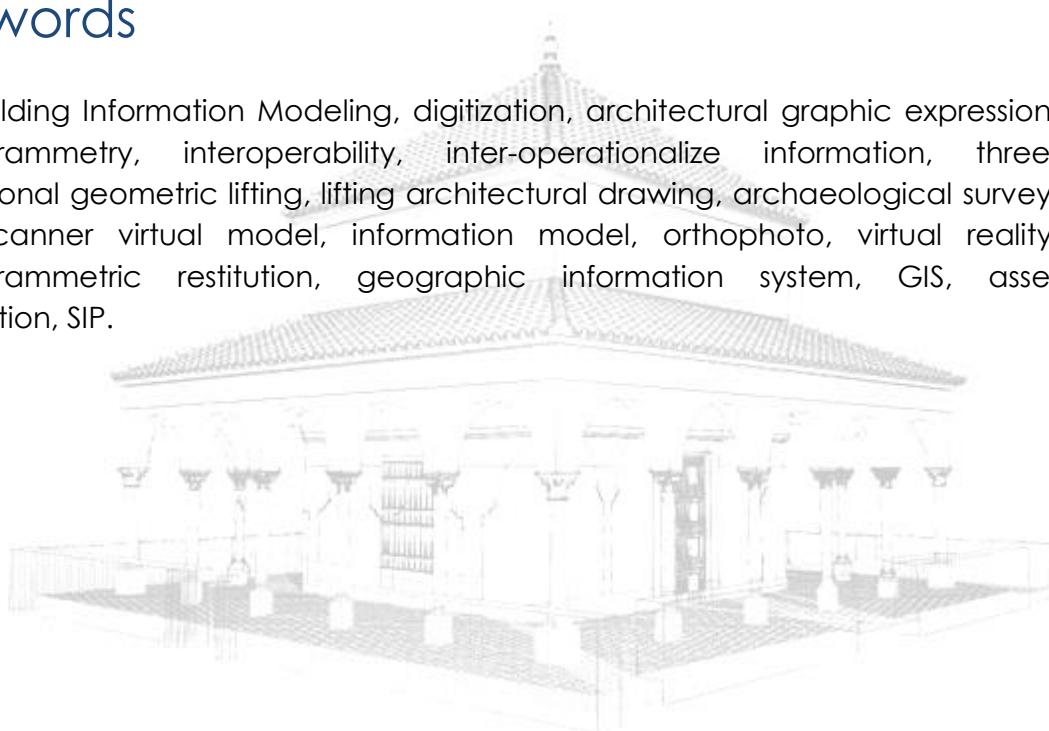 words
lding Information Modeling, digitization, architectural graphic expression
rammetry, interoperability, inter-operationalize information, three
onal geometric lifting, lifting architectural drawing, archaeological survey
canner virtual model, information model, orthophoto, virtual reality
rammetric restitution, geographic information system, GIS, asse
tion, SIP.